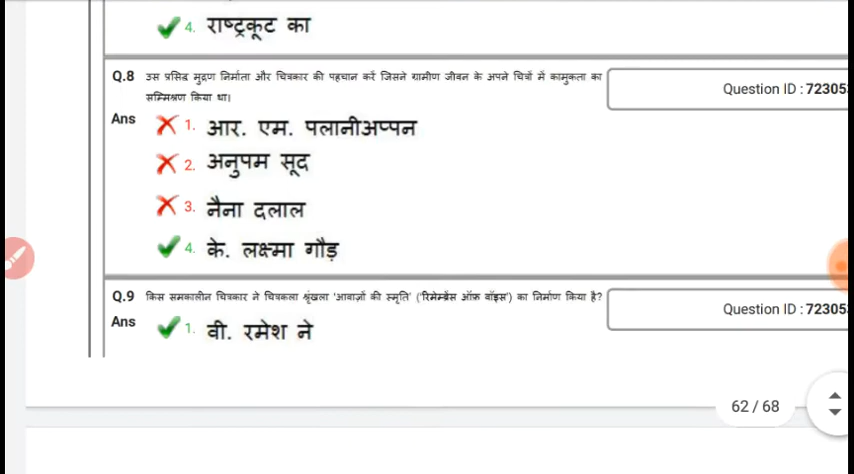 4. राष्ट्रकूट का
Q.8 उस प्रसिद्ध मुद्रण निर्माता और चित्रकार की पहचान करें जिसने ग्रामीण जीवन के अपने चित्रों में कामुकता का
सम्मिश्रण किया था।
Question ID : 72305
Ans 1. आर. एम. पलानीअप्पन
2. अनुपम सूद
3. नैना दलाल
4. के. लक्ष्मा गौड़
Q.9 किस समकालीन चित्रकार ने चित्रकला श्रृंखला 'आवाज़ों की स्मृति' ('रिमेम्ब्रेंस ऑफ़ वॉइस') का निर्माण किया है?
Question ID : 72305
Ans 1. वी. रमेश ने
62 / 68